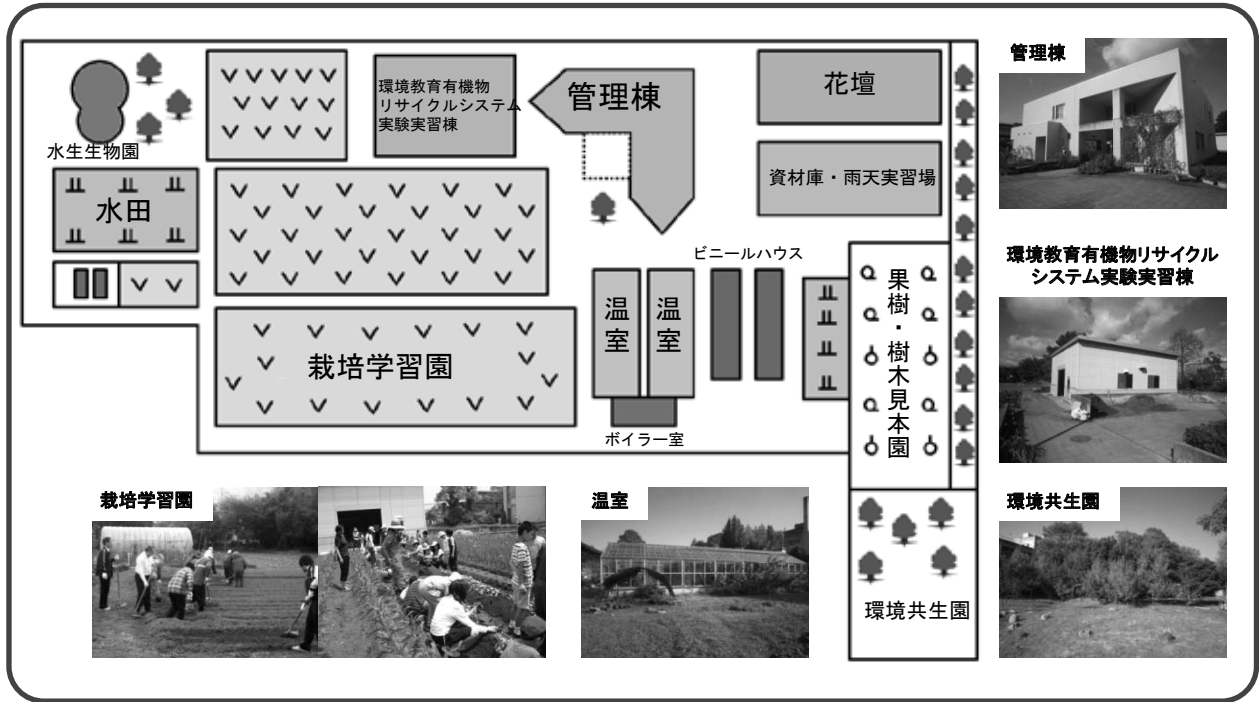 環境教育有機物
リサイクルシステム
実験実習棟
管理棟
花壇
管理棟
水生生物園
資材庫・雨天実習場
水田
ビニールハウス
環境教育有機物リサイクル
システム実験実習棟
温室
温室
果樹・樹木見本園
栽培学習園
ボイラー室
栽培学習園
温室
環境共生園
環境共生園